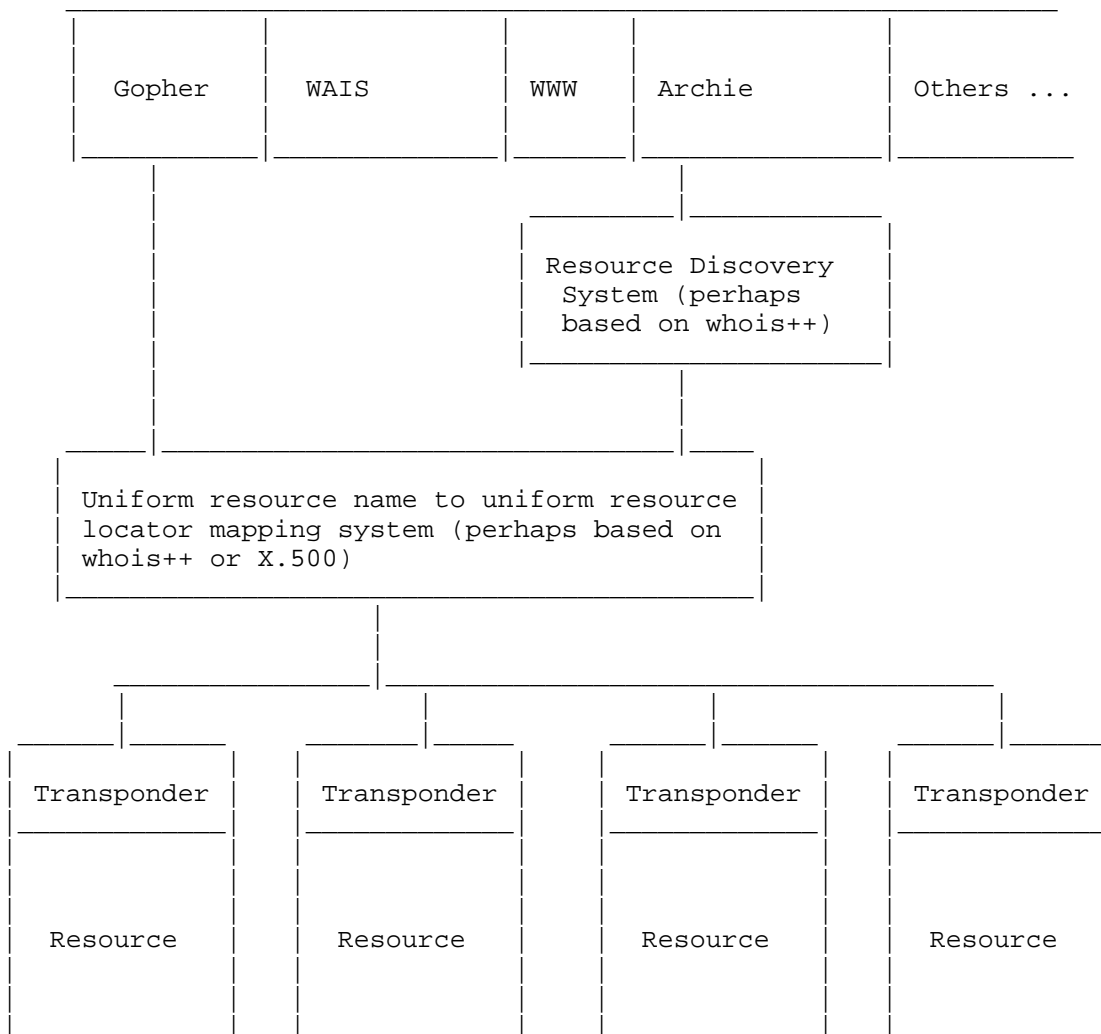 Gopher WAIS WWW Archie Others ...
Resource Discovery
System (perhaps
based on whois++)
Uniform resource name to uniform resource
locator mapping system (perhaps based on
whois++ or X.500)
Transponder Transponder Transponder Transponder
Resource Resource Resource Resource